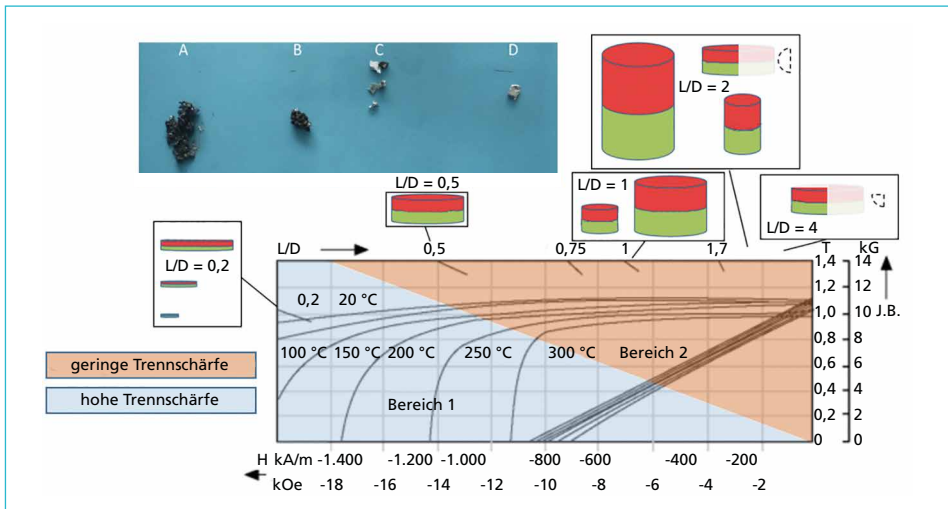 A B C D
L/D = 2
L/D = 0,5
L/D = 1
L/D = 4
L/D = 0,2
L/D 0,5 0,75 1 1,7 T kG
1,4 14
1,2 12
0,2 20 °C
1,0 10 J.B.
0,8 8
100 °C 150 °C 200 °C 250 °C 300 °C Bereich 2
0,6 6
geringe Trennschärfe
0,4 4
hohe Trennschärfe
Bereich 1
0,2 2
0 0
H kA/m -1.400 -1.200 -1.000 -800 -600 -400 -200
kOe -18 -16 -14 -12 -10 -8 -6 -4 -2